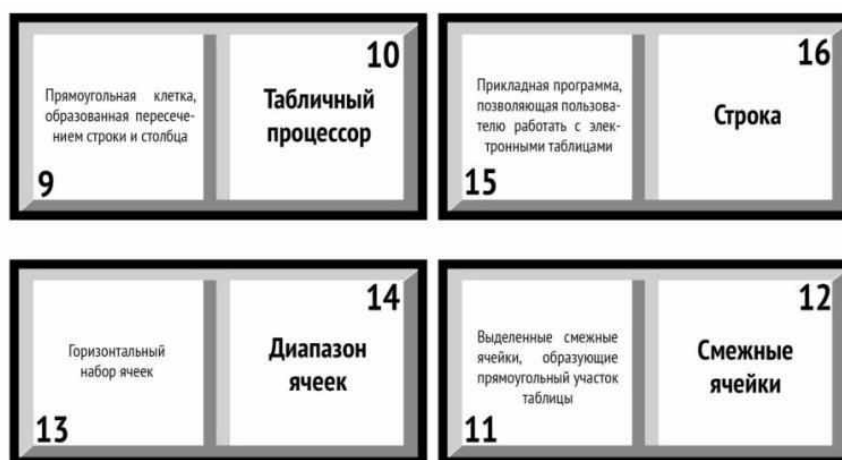 Прямоугольная клетка,
образованная пересече-
нием строки и столбца
9
10
Табличный
процессор
Прикладная программа,
позволяющая пользова-
телю работать с элек-
тронными таблицами
15
16
Строка
Горизонтальный
набор ячеек
13
14
Диапазон
ячеек
Выделенные смежные
ячейки, образующие
прямоугольный участок
таблицы
11
12
Смежные
ячейки